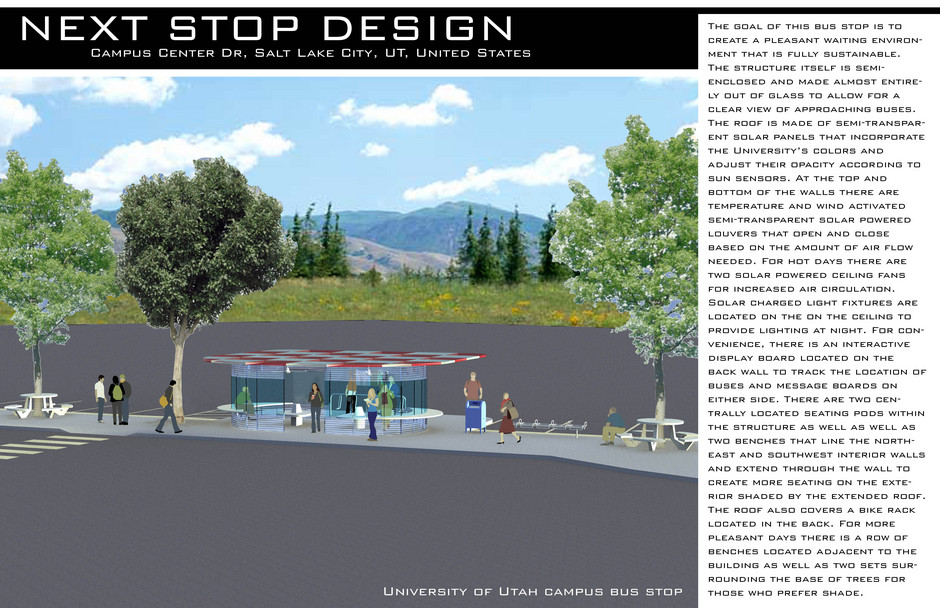 Next Stop Design
Campus Center Dr, Salt Lake City, UT, United States
The goal of this bus stop is to
create a pleasant waiting environ-
ment that is fully sustainable.
The structure itself is semi-
enclosed and made almost entire-
ly out of glass to allow for a
clear view of approaching buses.
The roof is made of semi-transpar-
ent solar panels that incorporate
the University's colors and
adjust their opacity according to
sun sensors. At the top and
bottom of the walls there are
temperature and wind activated
semi-transparent solar powered
louvers that open and close
based on the amount of air flow
needed. For hot days there are
two solar powered ceiling fans
for increased air circulation.
Solar charged light fixtures are
located on the on the ceiling to
provide lighting at night. For con-
venience, there is an interactive
display board located on the
back wall to track the location of
buses and message boards on
either side. There are two cen-
trally located seating pods within
the structure as well as well as
two benches that line the north-
east and southwest interior walls
and extend through the wall to
create more seating on the exte-
rior shaded by the extended roof.
The roof also covers a bike rack
located in the back. For more
pleasant days there is a row of
benches located adjacent to the
building as well as two sets sur-
rounding the base of trees for
those who prefer shade.
University of Utah campus bus stop